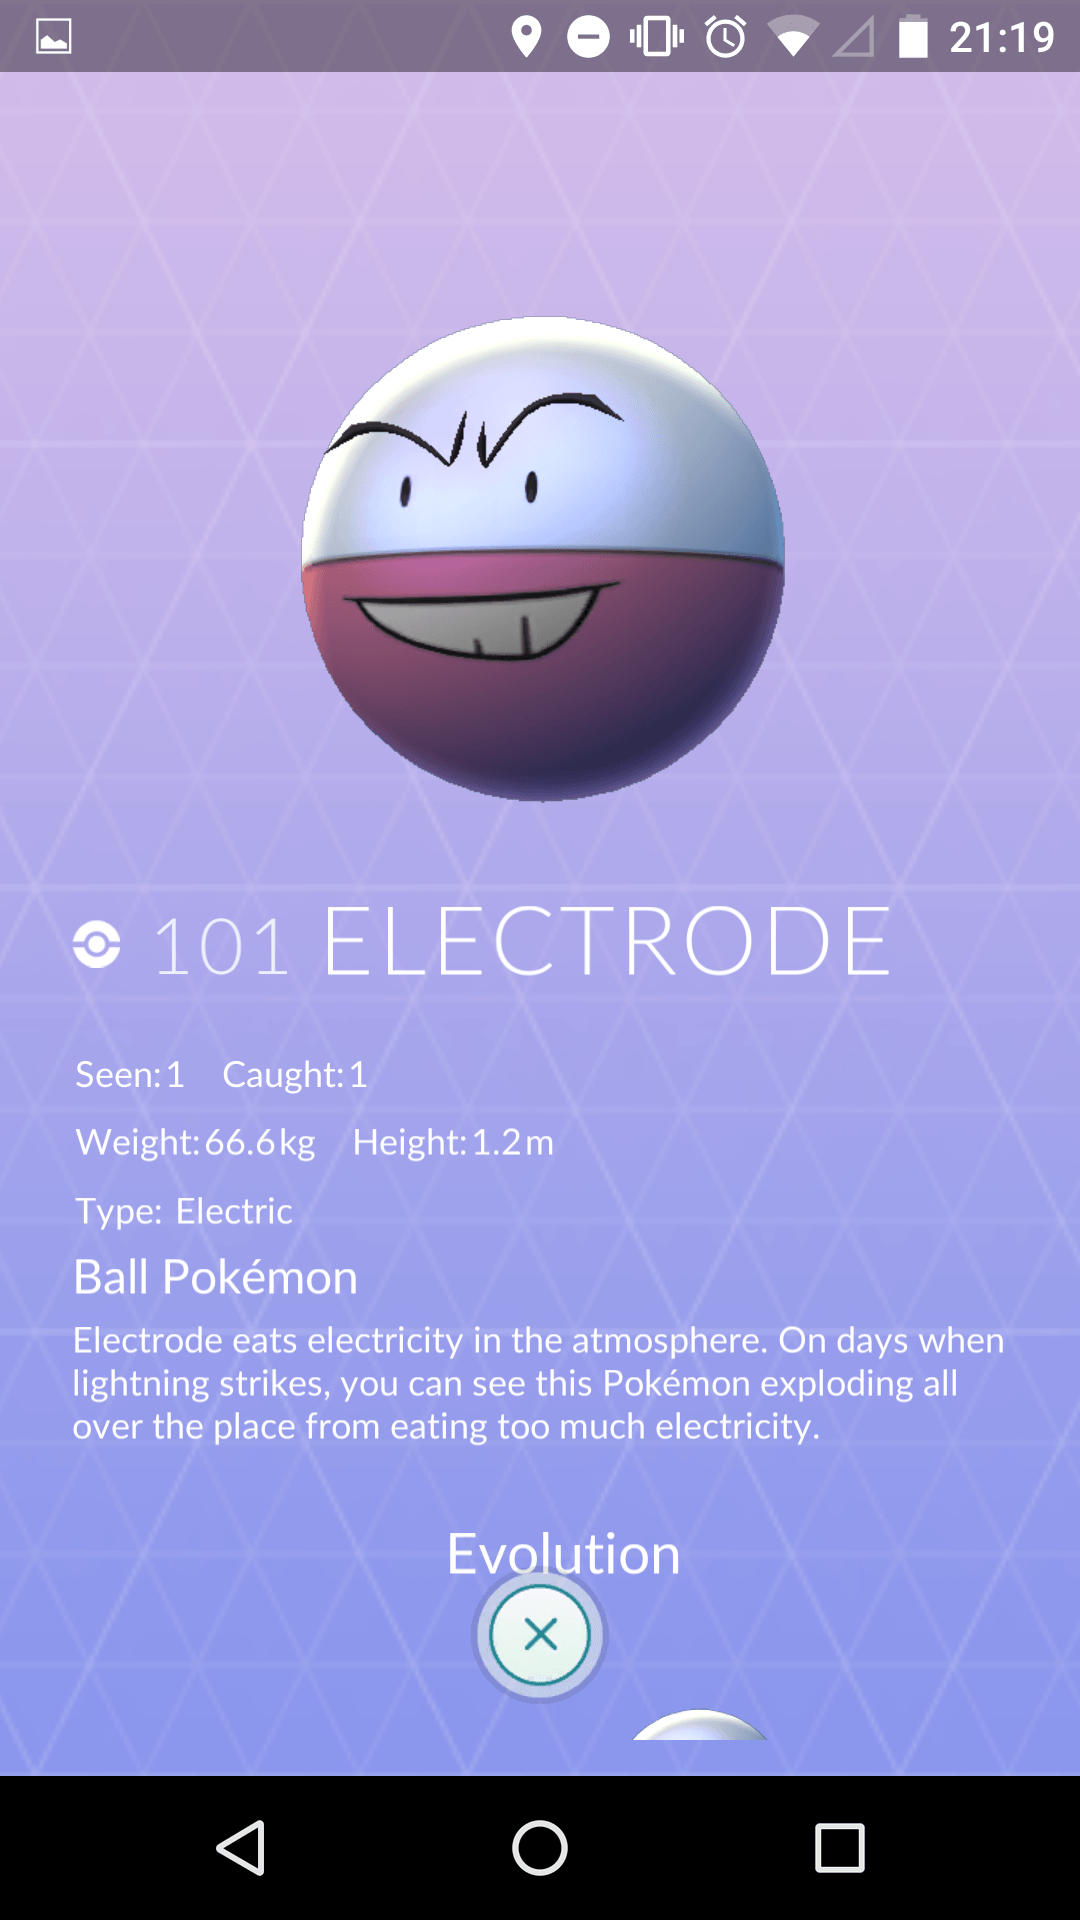 21:19
101 ELECTRODE
Seen: 1 Caught: 1
Weight: 66.6 kg Height: 1.2 m
Type: Electric
Ball Pokémon
Electrode eats electricity in the atmosphere. On days when
lightning strikes, you can see this Pokémon exploding all
over the place from eating too much electricity.
Evolution